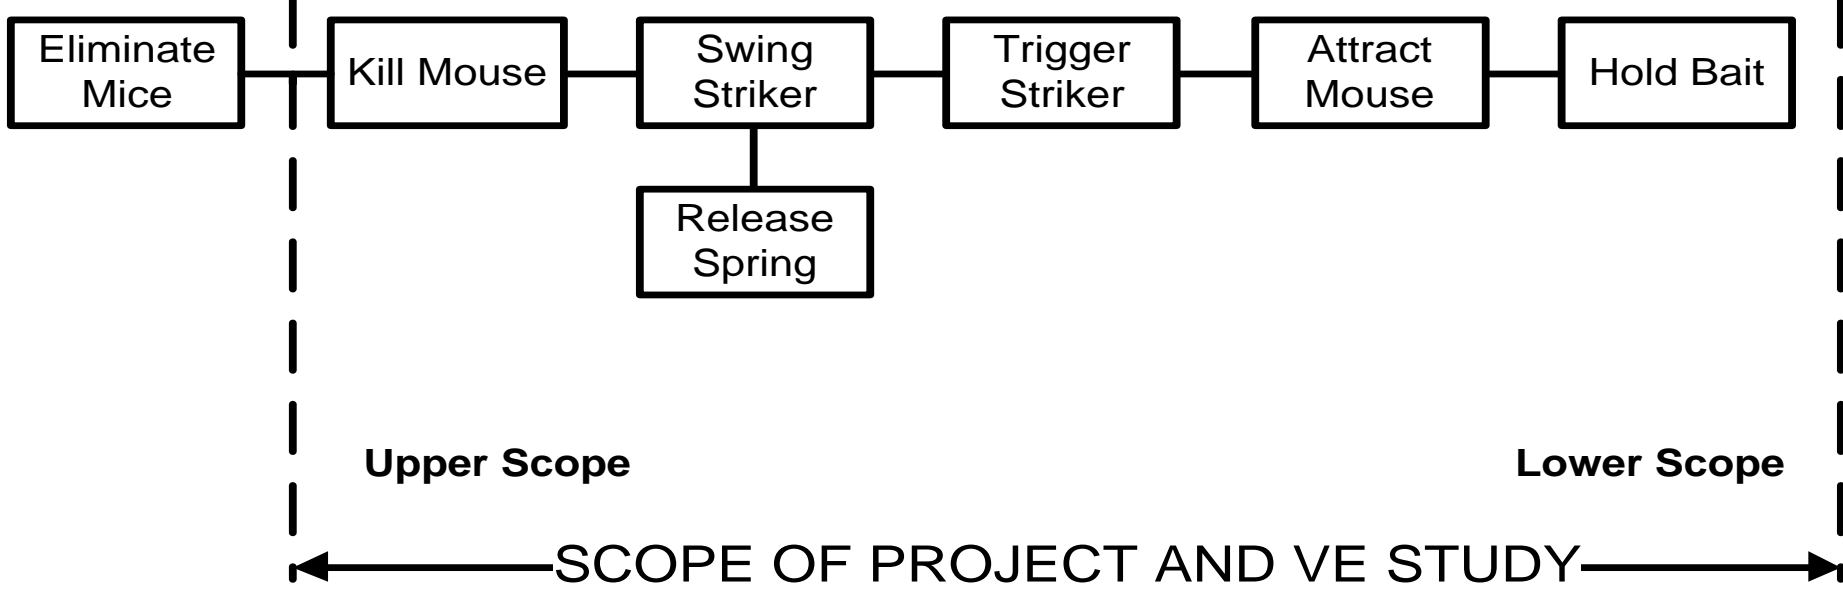 Eliminate
Mice
Kill Mouse
Swing
Striker
Trigger
Striker
Attract
Mouse
Hold Bait
Release
Spring
Upper Scope
Lower Scope
SCOPE OF PROJECT AND VE STUDY